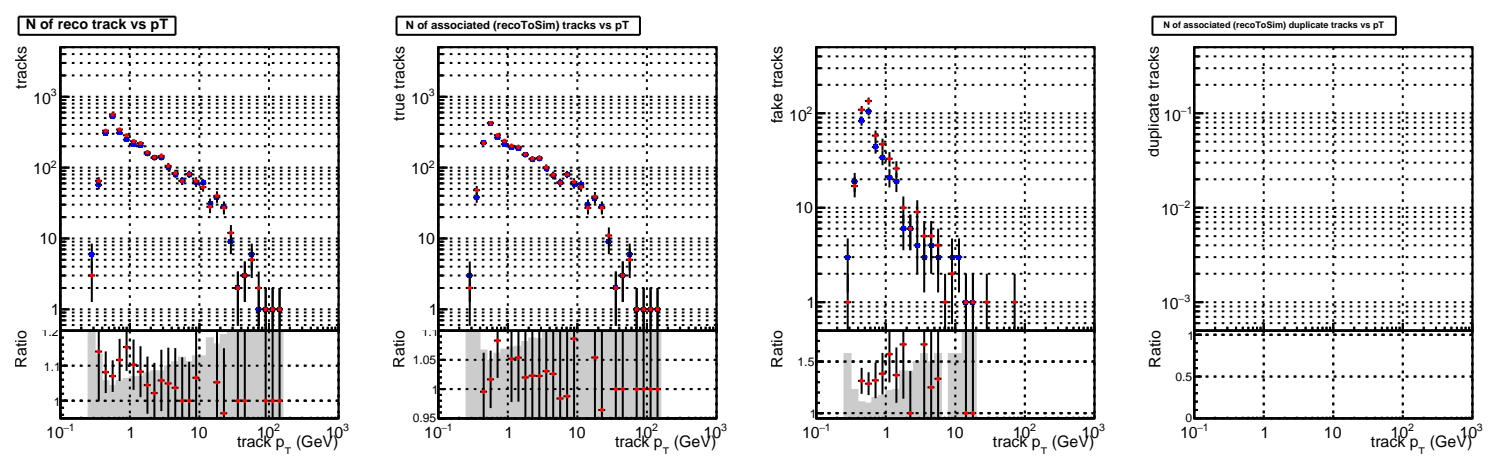 N of reco track vs pT
tracks
10³
10²
10
1
Ratio
1.2
1.1
1
10⁻¹ 1 10 10² 10³
track p_T (GeV)
N of associated (recoToSim) tracks vs pT
true tracks
10³
10²
10
1
Ratio
1.1
1.05
1
0.95
10⁻¹ 1 10 10² 10³
track p_T (GeV)
fake tracks
10²
10
1
Ratio
1.5
1
10⁻¹ 1 10 10² 10³
track p_T (GeV)
N of associated (recoToSim) duplicate tracks vs pT
duplicate tracks
10⁻¹
10⁻²
10⁻³
Ratio
1
0.5
0
10⁻¹ 1 10 10² 10³
track p_T (GeV)